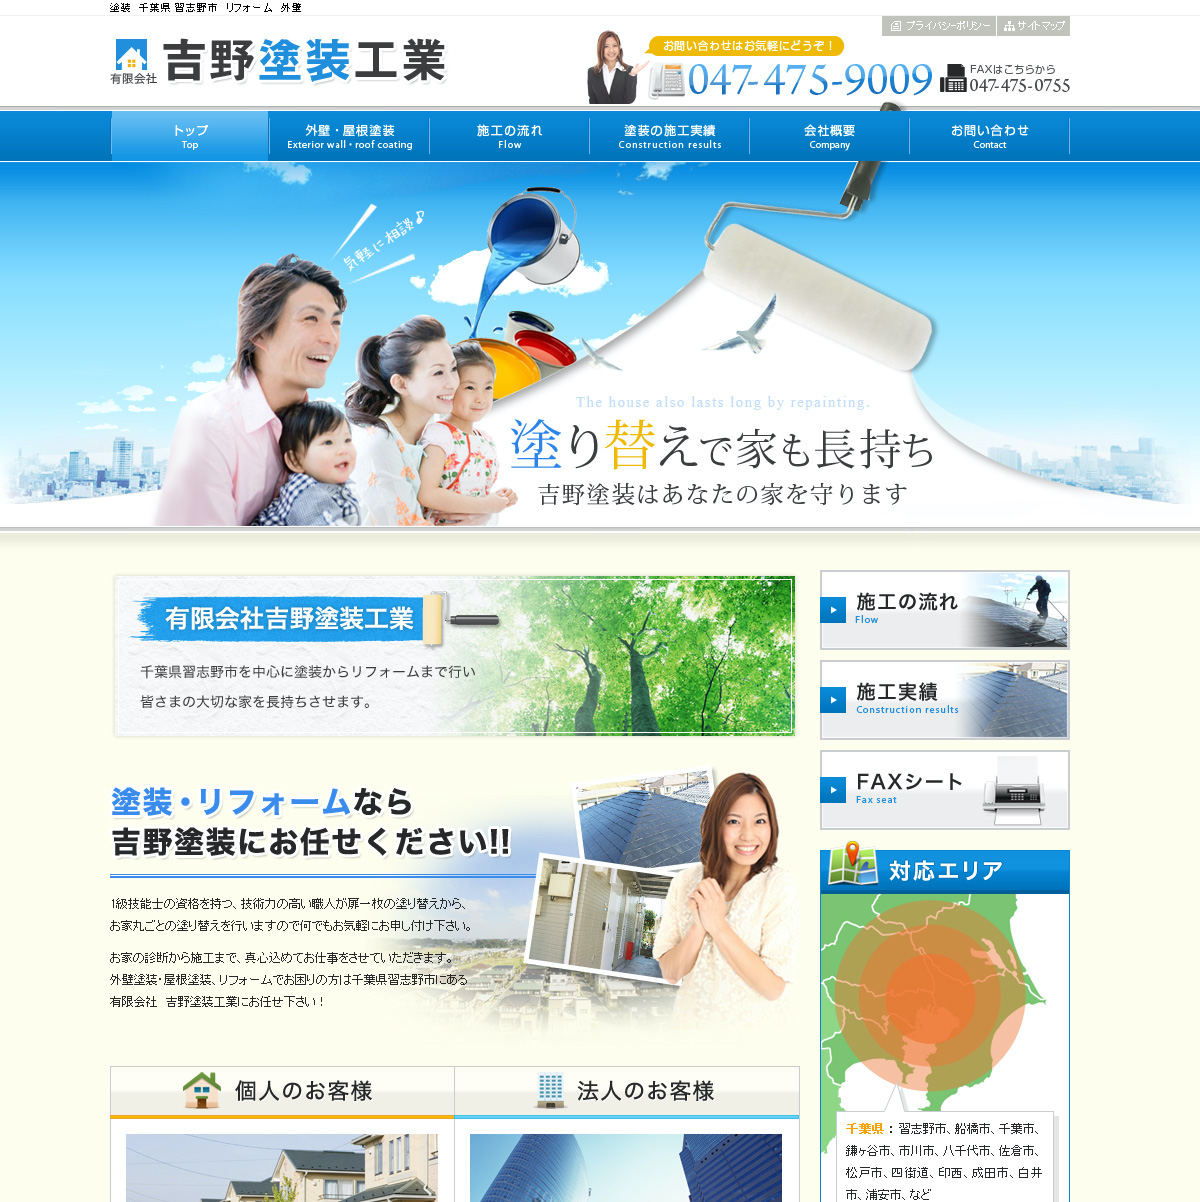 塗装　千葉県 習志野市　リフォーム　外壁
プライバシーポリシー
サイトマップ
有限会社
吉野塗装工業
お問い合わせはお気軽にどうぞ！
047-475-9009
FAXはこちらから
047-475-0755
トップ
Top
外壁・屋根塗装
Exterior wall・roof coating
施工の流れ
Flow
塗装の施工実績
Construction results
会社概要
Company
お問い合わせ
Contact
気軽に相談♪
The house also lasts long by repainting.
塗り替えで家も長持ち
吉野塗装はあなたの家を守ります
有限会社吉野塗装工業
千葉県習志野市を中心に塗装からリフォームまで行い
皆さまの大切な家を長持ちさせます。
施工の流れ
Flow
施工実績
Construction results
FAXシート
Fax seat
塗装・リフォームなら
吉野塗装にお任せください!!
1級技能士の資格を持つ、技術力の高い職人が扉一枚の塗り替えから、
お家丸ごとの塗り替えを行いますので何でもお気軽にお申し付け下さい。
お家の診断から施工まで、真心込めてお仕事をさせていただきます。
外壁塗装・屋根塗装、リフォームでお困りの方は千葉県習志野市にある
有限会社　吉野塗装工業にお任せ下さい！
対応エリア
千葉県：習志野市、船橋市、千葉市、
鎌ヶ谷市、市川市、八千代市、佐倉市、
松戸市、四街道、印西、成田市、白井
市、浦安市、など
個人のお客様
法人のお客様